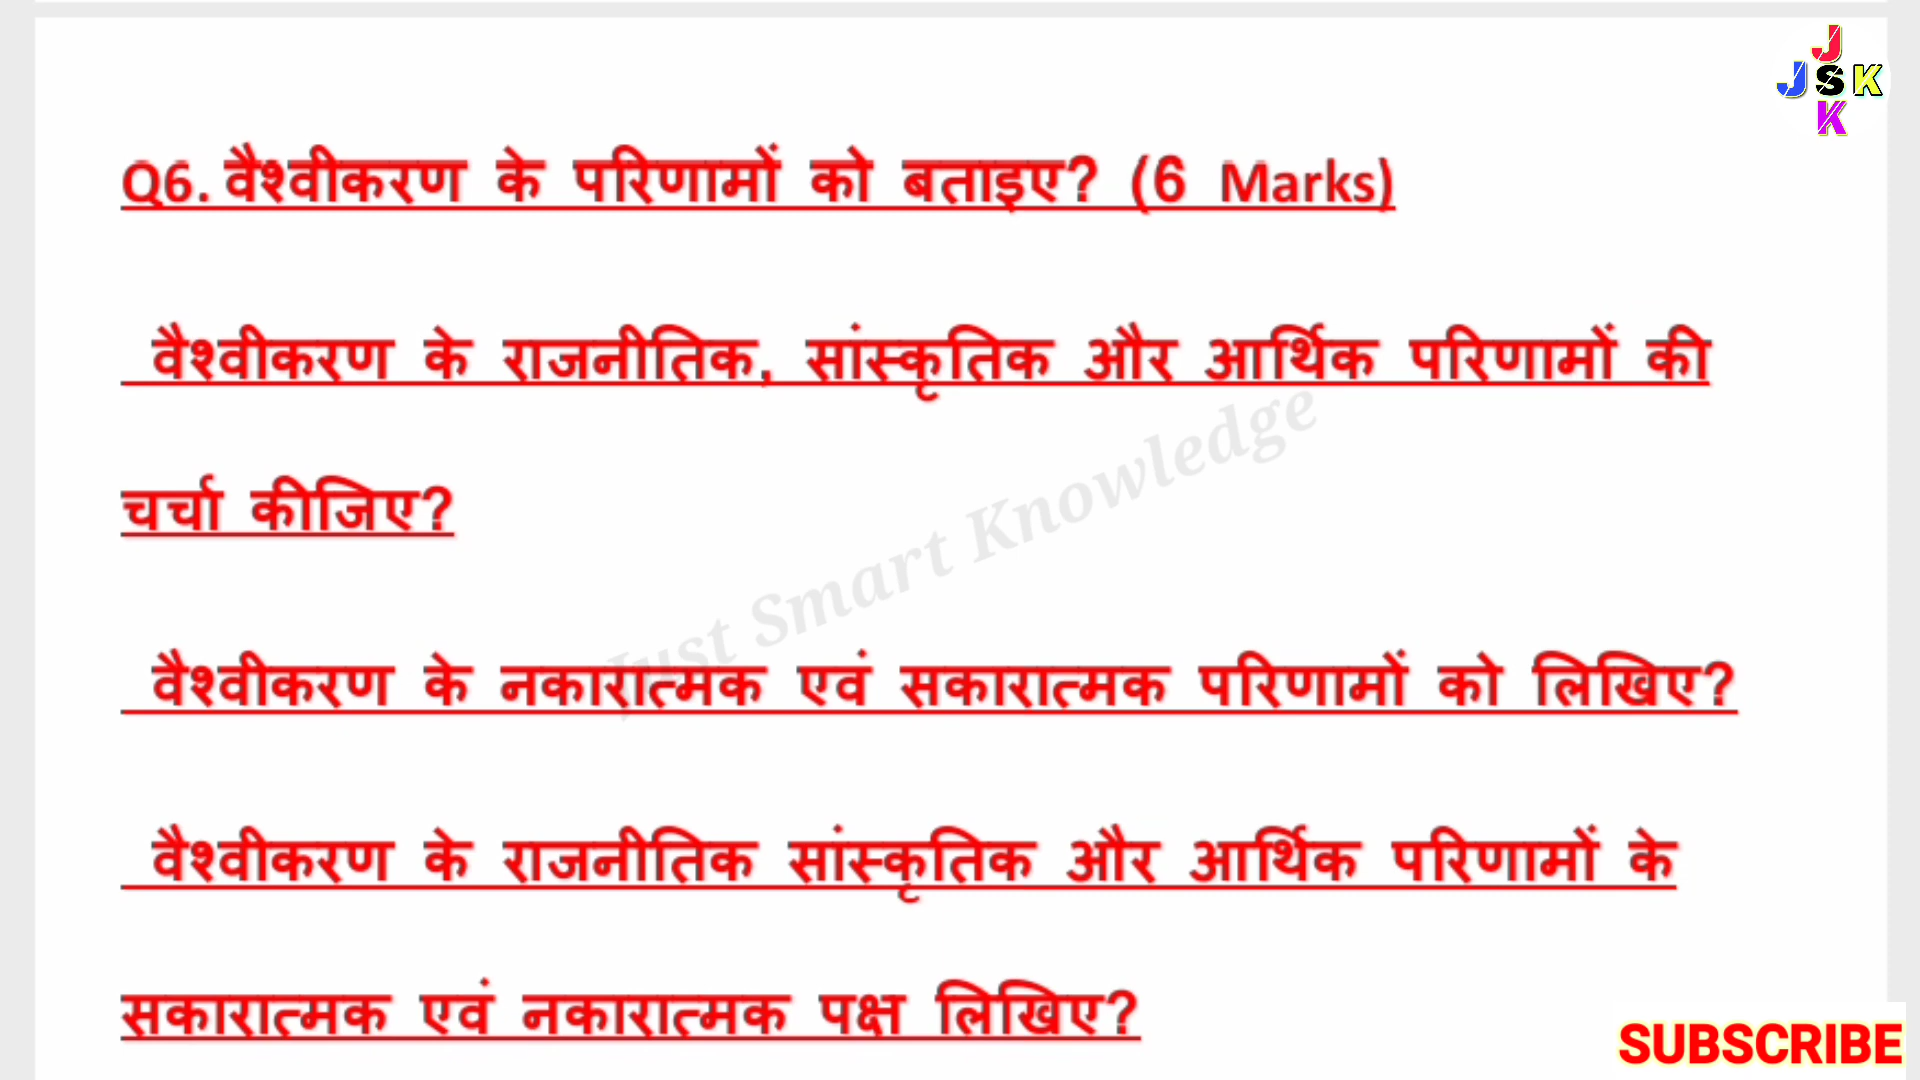 J
JSK
K
Q6. वैश्वीकरण के परिणामों को बताइए? (6 Marks)
वैश्वीकरण के राजनीतिक, सांस्कृतिक और आर्थिक परिणामों की
चर्चा कीजिए?
Just Smart Knowledge
वैश्वीकरण के नकारात्मक एवं सकारात्मक परिणामों को लिखिए?
वैश्वीकरण के राजनीतिक सांस्कृतिक और आर्थिक परिणामों के
सकारात्मक एवं नकारात्मक पक्ष लिखिए?
SUBSCRIBE